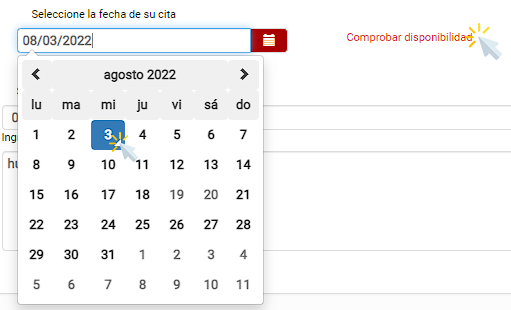 Seleccione la fecha de su cita
08/03/2022
Comprobar disponibilidad
agosto 2022
lu ma mi ju vi sá do
1 2 3 4 5 6 7
0
Ing
8 9 10 11 12 13 14
hu
15 16 17 18 19 20 21
22 23 24 25 26 27 28
29 30 31 1 2 3 4
5 6 7 8 9 10 11